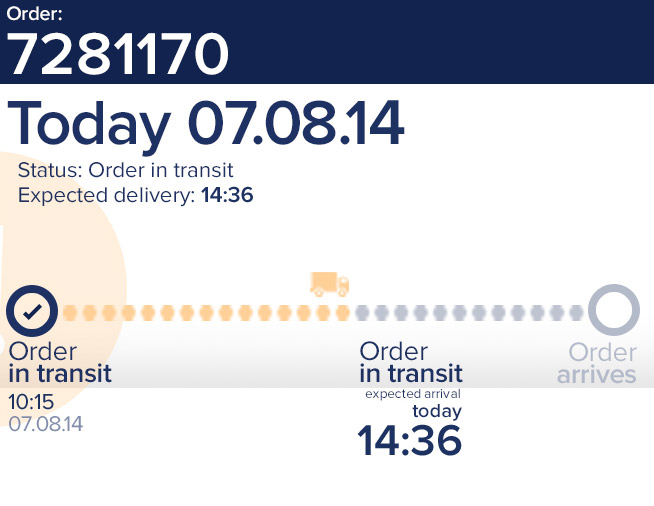 Order:
7281170
Today 07.08.14
Status: Order in transit
Expected delivery: 14:36
Order
in transit
10:15
07.08.14
Order
in transit
expected arrival
today
14:36
Order
arrives